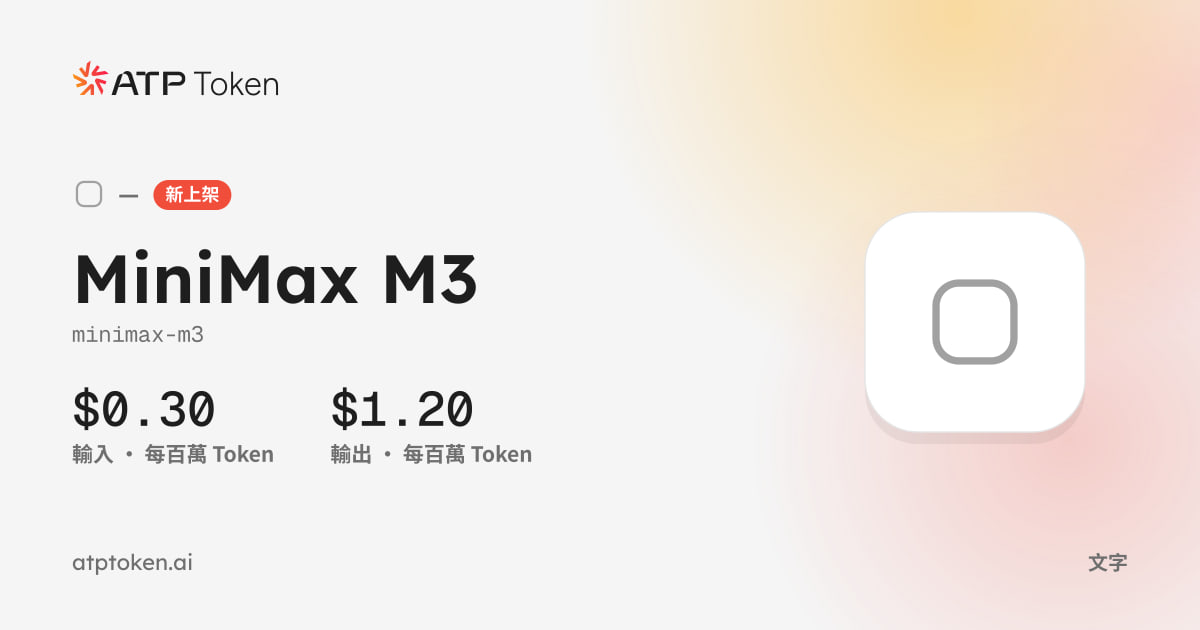 ATP Token
— 新上架
MiniMax M3
minimax-m3
$0.30 $1.20
輸入 · 每百萬 Token 輸出 · 每百萬 Token
atptoken.ai 文字